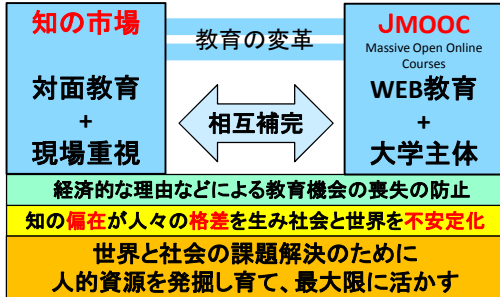 知の市場
対面教育
+
現場重視
教育の変革
相互補完
JMOOC
Massive Open Online
Courses
WEB教育
+
大学主体
経済的な理由などによる教育機会の喪失の防止
知の偏在が人々の格差を生み社会と世界を不安定化
世界と社会の課題解決のために
人的資源を発掘し育て、最大限に活かす